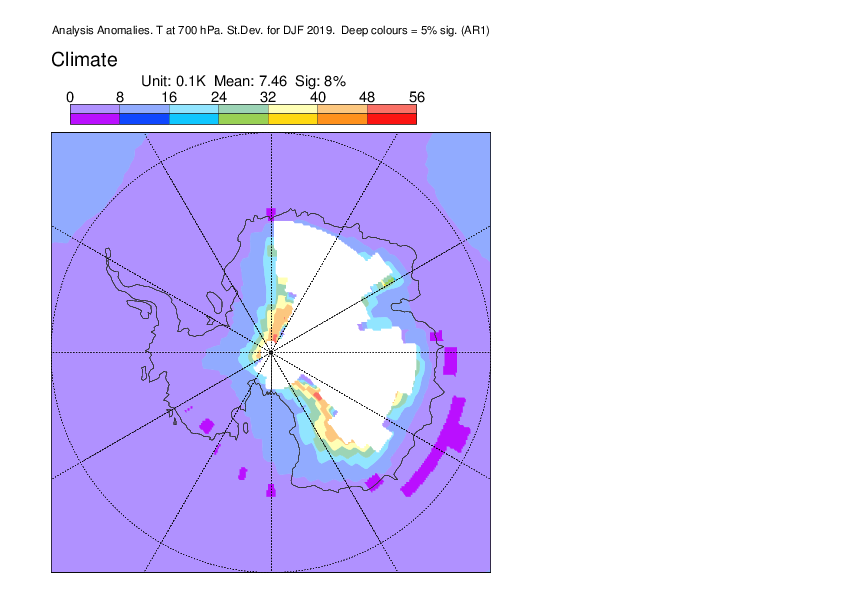 Analysis Anomalies. T at 700 hPa. St.Dev. for DJF 2019.  Deep colours = 5% sig. (AR1)
Climate
Unit: 0.1K  Mean: 7.46  Sig: 8%
0 8 16 24 32 40 48 56